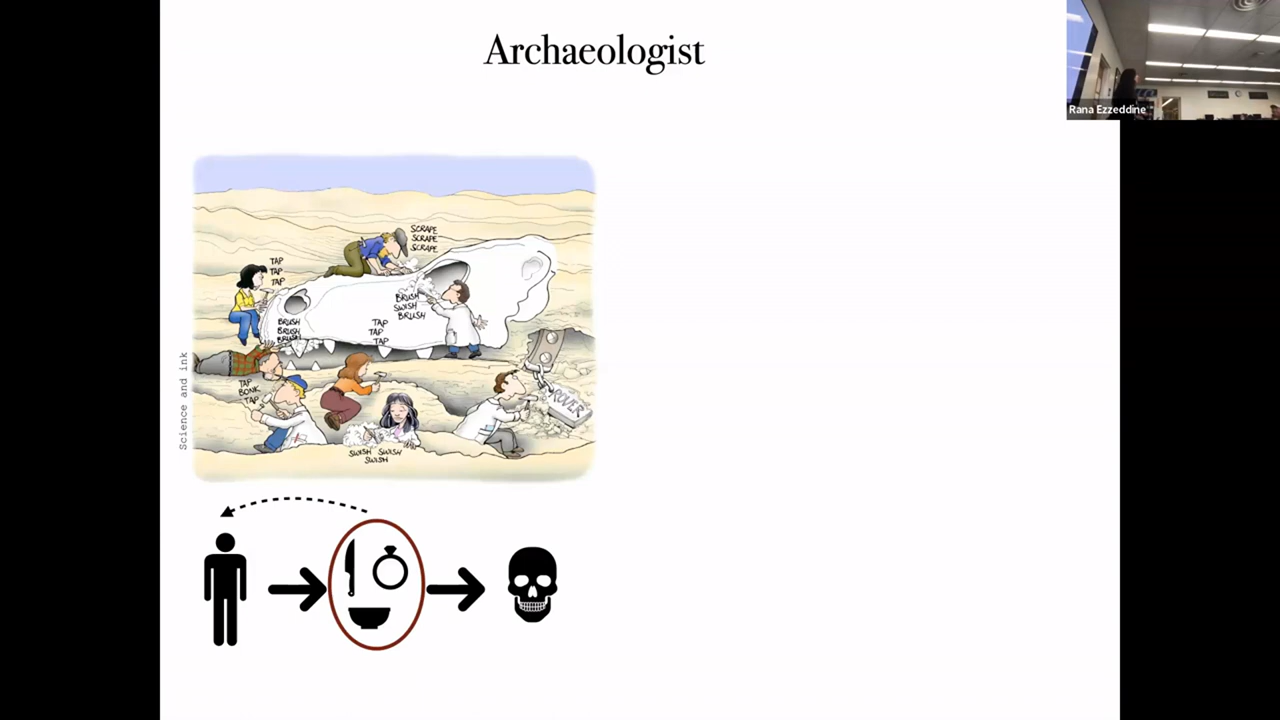 Archaeologist
Rana Ezzeddine
SCRAPE
SCRAPE
SCRAPE
TAP
TAP
TAP
BRUSH
SWISH
BRUSH
BRUSH
BRUSH
BRUSH
TAP
TAP
TAP
TAP
BONK
TAP
ROVER
SWISH SWISH
SWISH
Science and ink